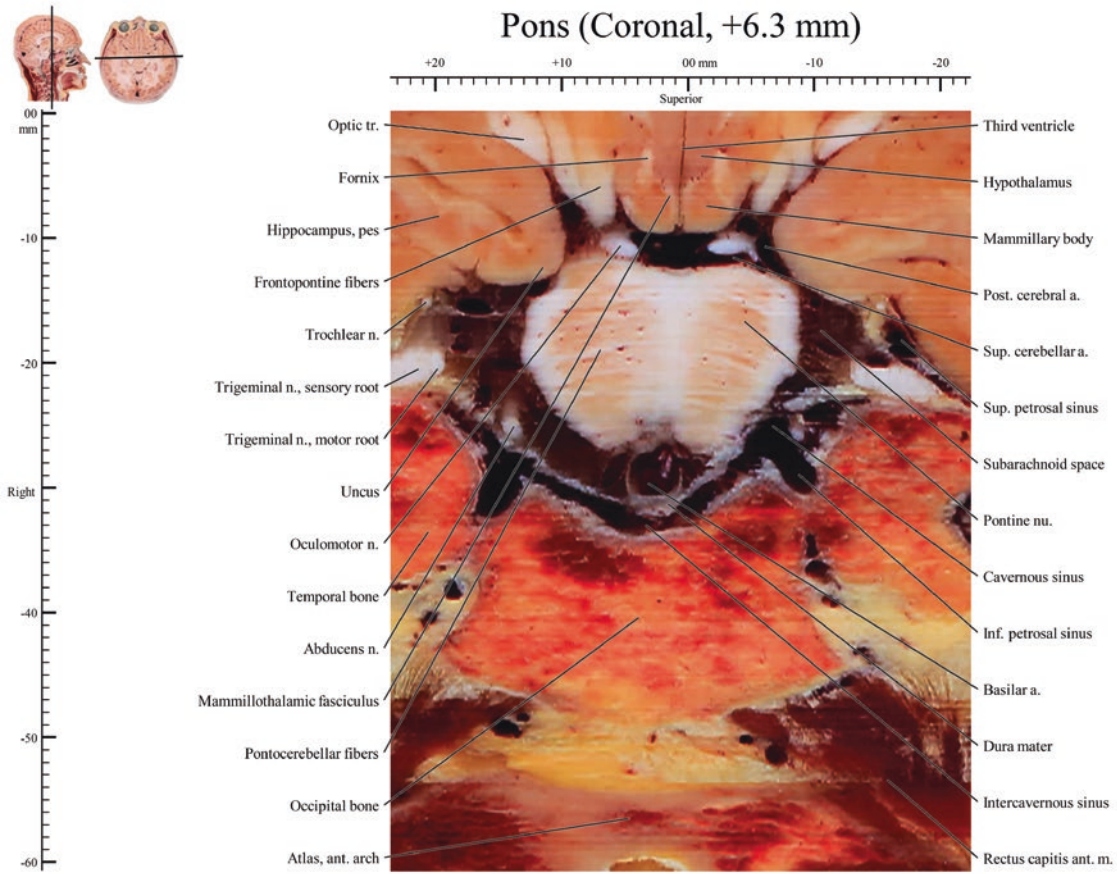 Pons (Coronal, +6.3 mm)
+20 +10 00 mm -10 -20
Superior
00
mm
-10
-20
Right
-30
-40
-50
-60
Optic tr.
Fornix
Hippocampus, pes
Frontopontine fibers
Trochlear n.
Trigeminal n., sensory root
Trigeminal n., motor root
Uncus
Oculomotor n.
Temporal bone
Abducens n.
Mammillothalamic fasciculus
Pontocerebellar fibers
Occipital bone
Atlas, ant. arch
Third ventricle
Hypothalamus
Mammillary body
Post. cerebral a.
Sup. cerebellar a.
Sup. petrosal sinus
Subarachnoid space
Pontine nu.
Cavernous sinus
Inf. petrosal sinus
Basilar a.
Dura mater
Intercavernous sinus
Rectus capitis ant. m.